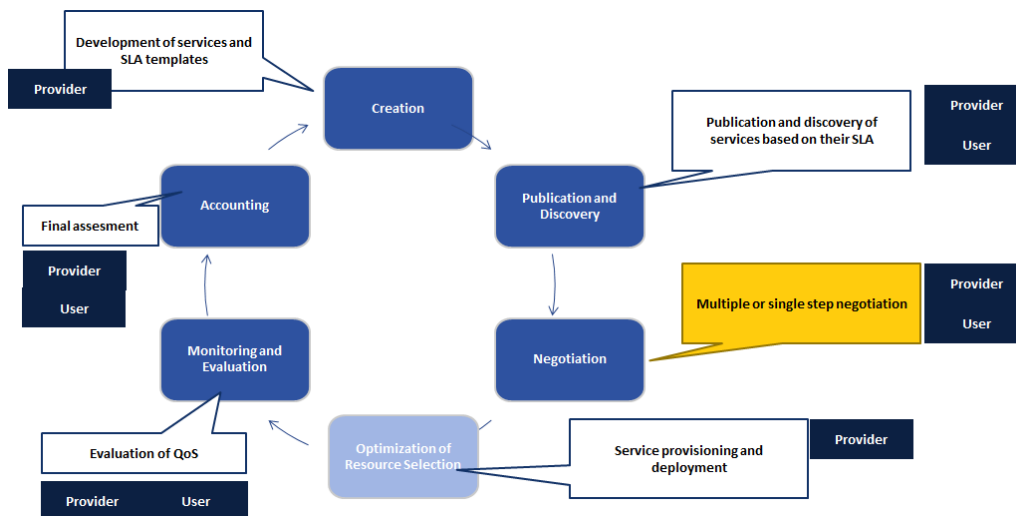 Development of services and
SLA templates
Provider
Creation
Publication and discovery of
services based on their SLA
Provider
User
Publication and
Discovery
Accounting
Final assesment
Provider
User
Multiple or single step negotiation
Provider
User
Negotiation
Monitoring and
Evaluation
Evaluation of QoS
Provider
User
Optimization of
Resource Selection
Service provisioning and
deployment
Provider